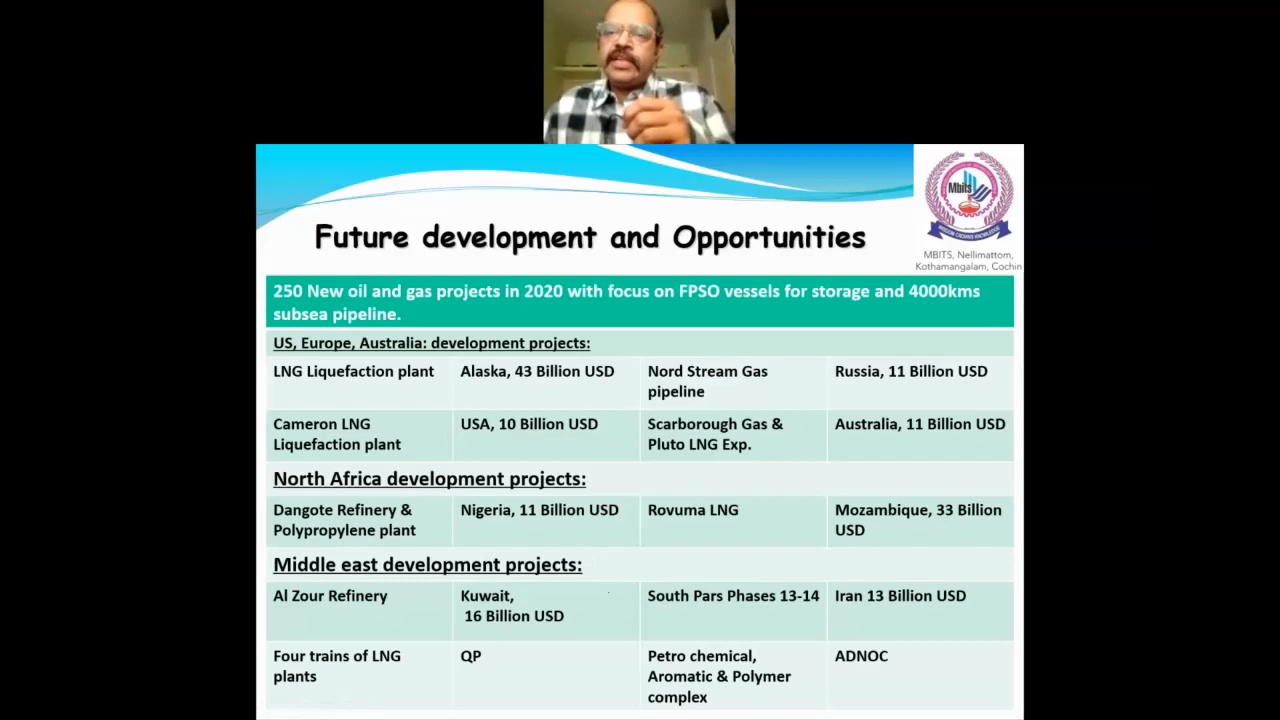 Future development and Opportunities
Mbits
WISDOM CROWNS KNOWLEDGE
MBITS, Nellimattom,
Kothamangalam, Cochin
250 New oil and gas projects in 2020 with focus on FPSO vessels for storage and 4000kms
subsea pipeline.
US, Europe, Australia: development projects:
LNG Liquefaction plant
Alaska, 43 Billion USD
Nord Stream Gas
pipeline
Russia, 11 Billion USD
Cameron LNG
Liquefaction plant
USA, 10 Billion USD
Scarborough Gas &
Pluto LNG Exp.
Australia, 11 Billion USD
North Africa development projects:
Dangote Refinery &
Polypropylene plant
Nigeria, 11 Billion USD
Rovuma LNG
Mozambique, 33 Billion
USD
Middle east development projects:
Al Zour Refinery
Kuwait,
16 Billion USD
South Pars Phases 13-14
Iran 13 Billion USD
Four trains of LNG
plants
QP
Petro chemical,
Aromatic & Polymer
complex
ADNOC